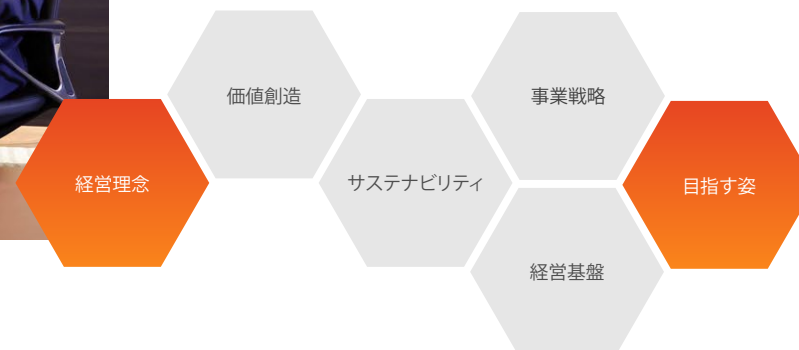 価値創造
事業戦略
経営理念
サステナビリティ
目指す姿
経営基盤